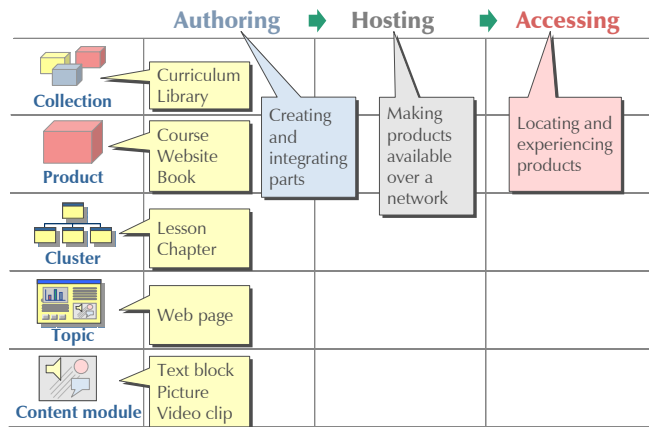 Authoring
Hosting
Accessing
Collection
Curriculum
Library
Creating
and
integrating
parts
Making
products
available
over a
network
Locating and
experiencing
products
Product
Course
Website
Book
Cluster
Lesson
Chapter
Topic
Web page
Content module
Text block
Picture
Video clip